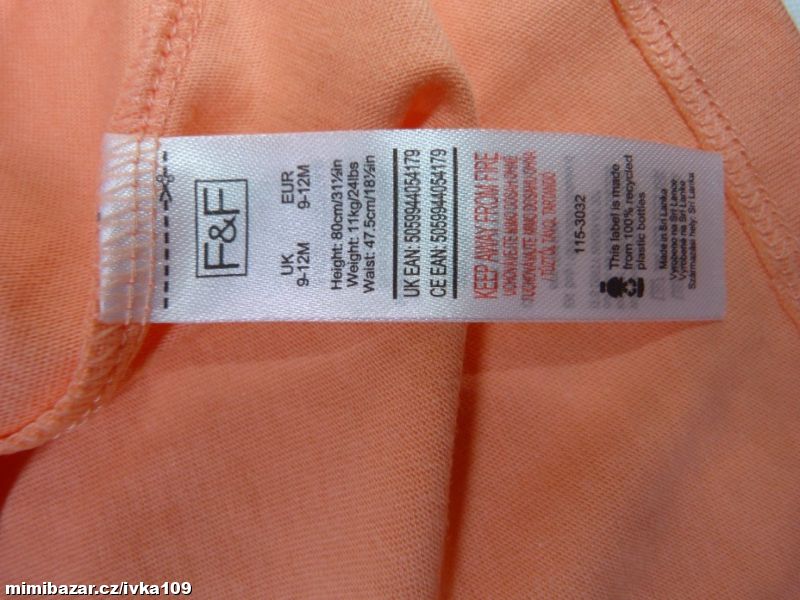 F&F
UK EUR
9-12M 9-12M
Height: 80cm/31½in
Weight: 11kg/24lbs
Waist: 47.5cm/18½in
UK EAN: 5059944054179
CE EAN: 5059944054179
KEEP AWAY FROM FIRE
115-3032
This label is made
from 100% recycled
plastic bottles
Made in Sri Lanka
Vyrobeno na Srí Lance
Vyrobené na Srí Lanke
Származási hely: Srí Lanka
mimibazar.cz/ivka109